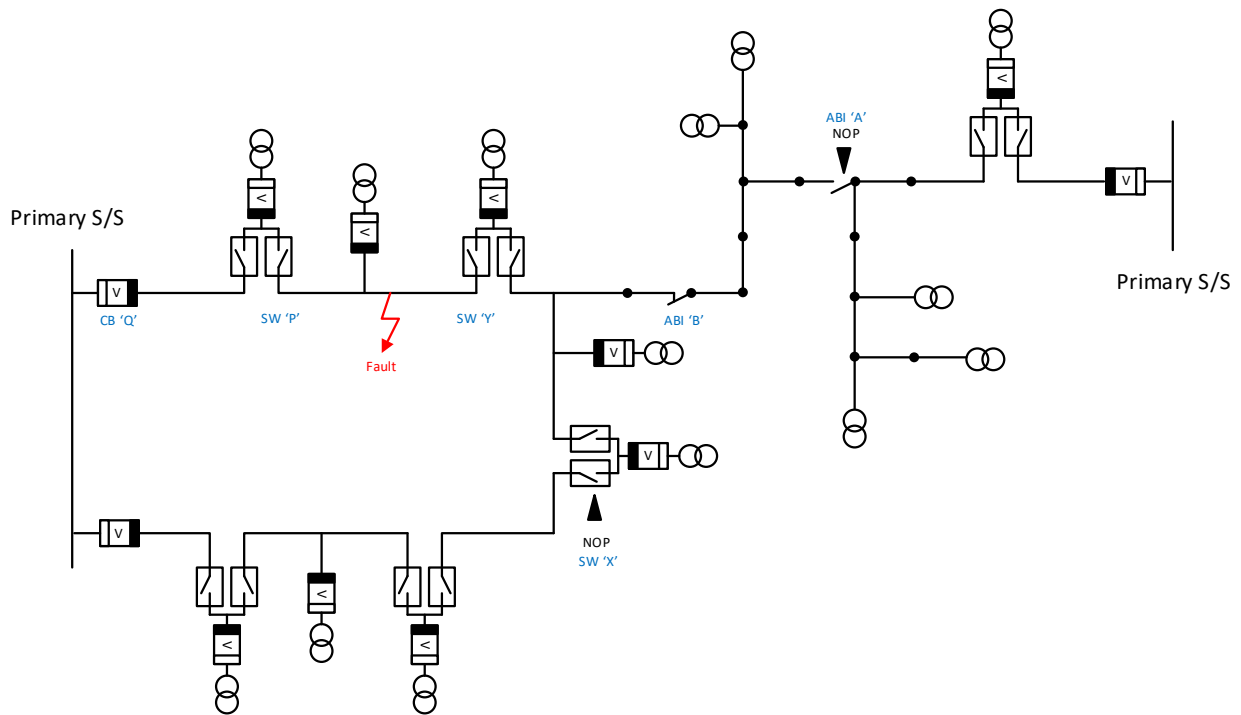 ABI ‘A’
NOP
V
V
Primary S/S
V
V
V
V
Primary S/S
V
CB ‘Q’
SW ‘P’
SW ‘Y’
ABI ‘B’
Fault
V
V
V
NOP
SW ‘X’
V
V
V